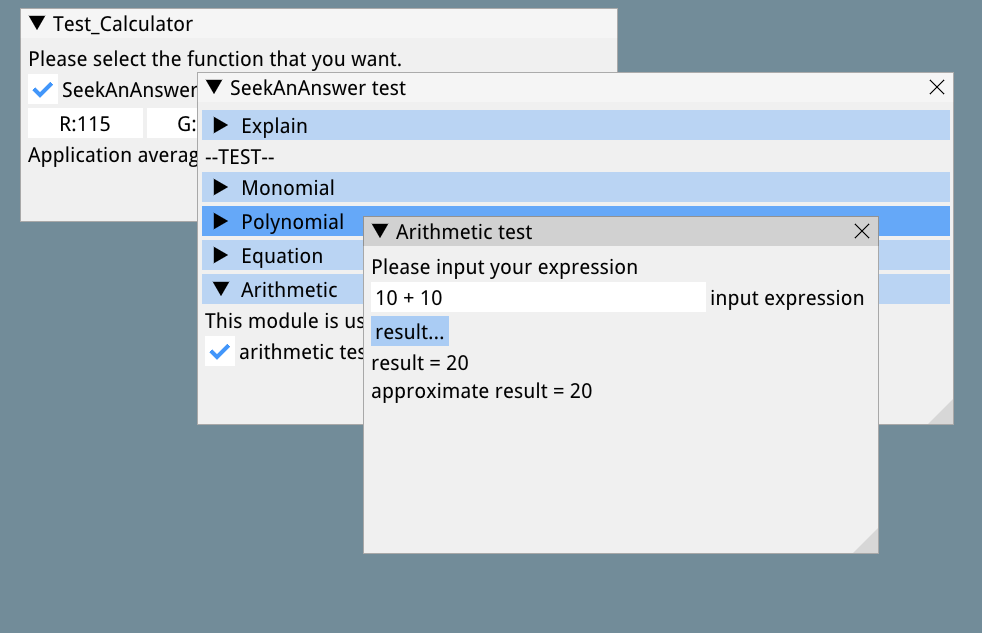 Test_Calculator
Please select the function that you want.
SeekAnAnswer
R:115 G:
Application averag
SeekAnAnswer test
Explain
--TEST--
Monomial
Polynomial
Equation
Arithmetic
This module is us
arithmetic tes
Arithmetic test
Please input your expression
10 + 10 input expression
result...
result = 20
approximate result = 20